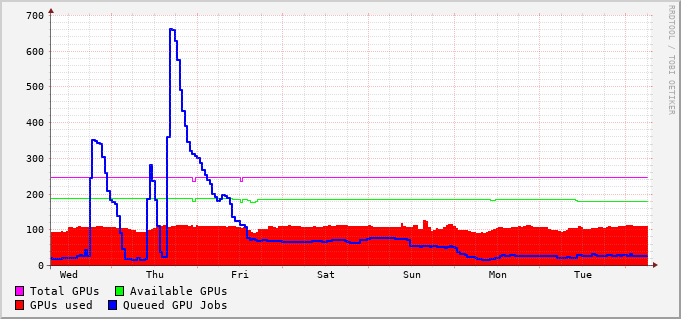 700
600
500
400
300
200
100
0
Wed Thu Fri Sat Sun Mon Tue
Total GPUs Available GPUs
GPUs used Queued GPU Jobs
RRDTOOL / TOBI OETIKER